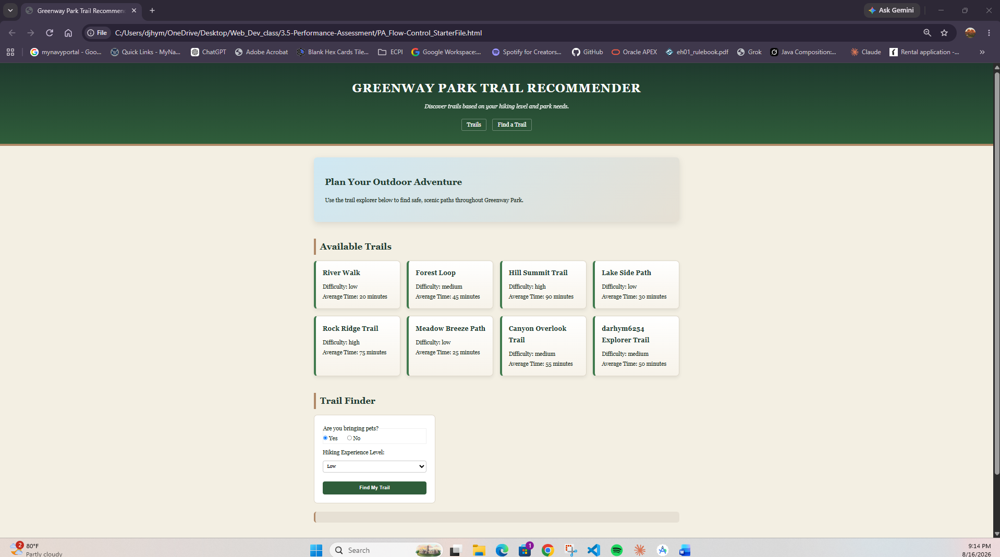 Greenway Park Trail Recommen
Ask Gemini
File
C:/Users/djhym/OneDrive/Desktop/Web_Dev_class/3.5-Performance-Assessment/PA_Flow-Control_StarterFile.html
mynavyportal - Goo...
Quick Links - MyNa...
ChatGPT
Adobe Acrobat
Blank Hex Cards Tile...
ECPI
Google Workspace:...
Spotify for Creators...
GitHub
Oracle APEX
eh01_rulebook.pdf
Grok
Java Composition:...
Claude
Rental application -...
GREENWAY PARK TRAIL RECOMMENDER
Discover trails based on your hiking level and park needs.
Trails
Find a Trail
Plan Your Outdoor Adventure
Use the trail explorer below to find safe, scenic paths throughout Greenway Park.
Available Trails
River Walk
Difficulty: low
Average Time: 20 minutes
Forest Loop
Difficulty: medium
Average Time: 45 minutes
Hill Summit Trail
Difficulty: high
Average Time: 90 minutes
Lake Side Path
Difficulty: low
Average Time: 30 minutes
Rock Ridge Trail
Difficulty: high
Average Time: 75 minutes
Meadow Breeze Path
Difficulty: low
Average Time: 25 minutes
Canyon Overlook
Trail
Difficulty: medium
Average Time: 55 minutes
darhym6254
Explorer Trail
Difficulty: medium
Average Time: 50 minutes
Trail Finder
Are you bringing pets?
Yes
No
Hiking Experience Level:
Low
Find My Trail
2
80°F
Partly cloudy
Search
1
W
9:14 PM
8/16/2026